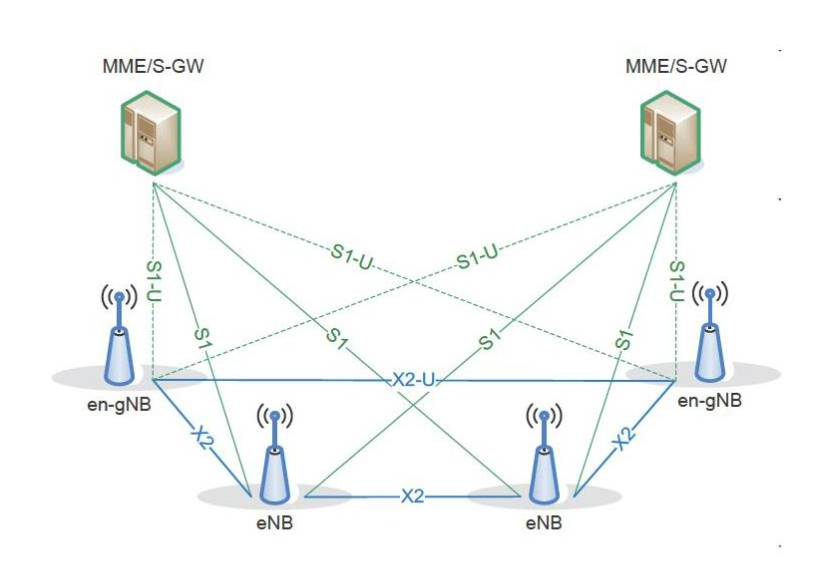 MME/S-GW
MME/S-GW
S1-U
S1-U
S1-U
S1-U
S1
S1
S1
S1
X2-U
en-gNB
en-gNB
X2
X2
X2
eNB
eNB